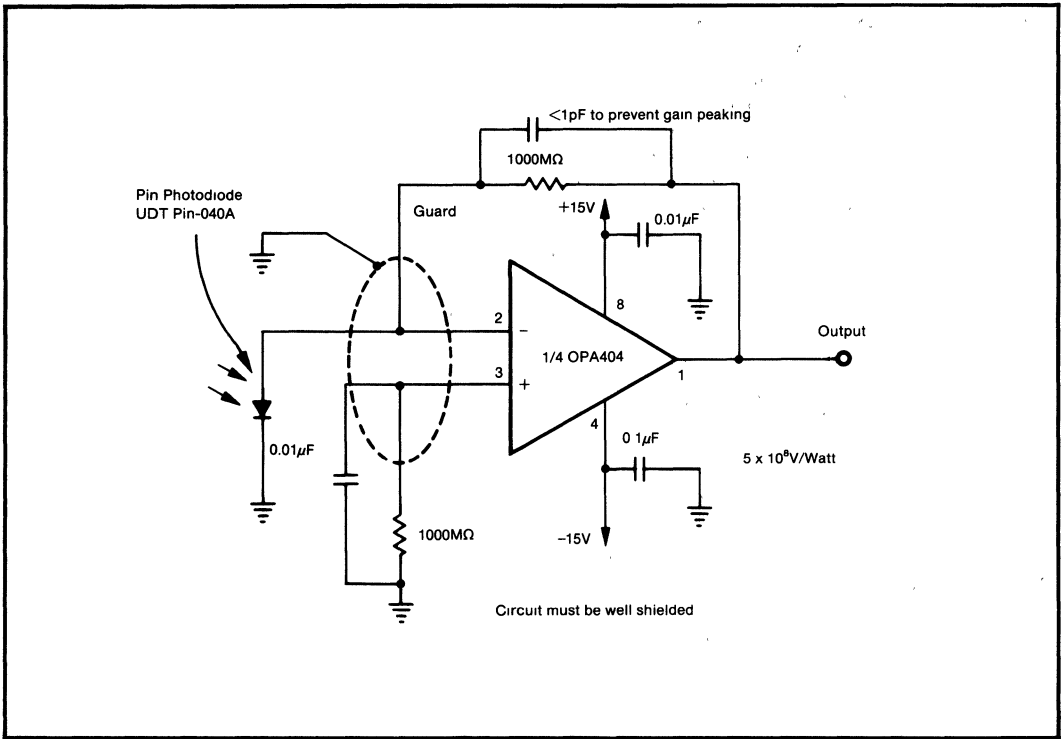 <1pF to prevent gain peaking
1000MΩ
Pin Photodiode
UDT Pin-040A
Guard
+15V
0.01μF
8
2
−
1/4 OPA404
Output
3
+
1
4
0.01μF
0 1μF
5 x 10⁸V/Watt
1000MΩ
−15V
Circuit must be well shielded